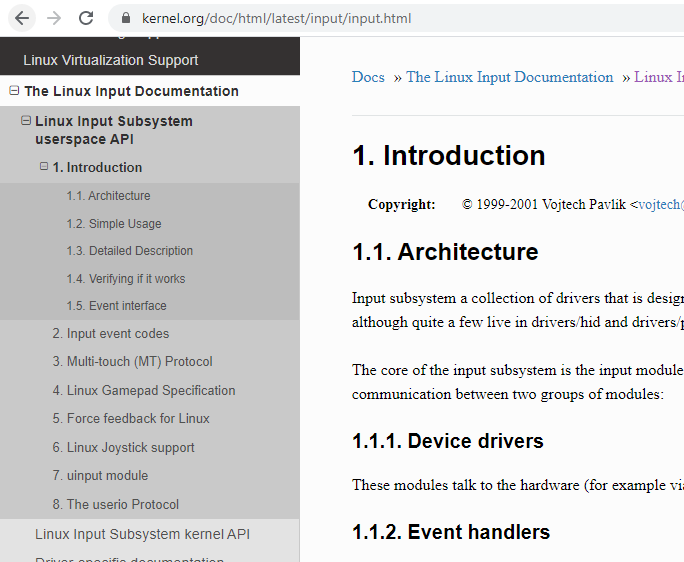 kernel.org/doc/html/latest/input/input.html
Linux Virtualization Support
The Linux Input Documentation
Linux Input Subsystem
userspace API
1. Introduction
1.1. Architecture
1.2. Simple Usage
1.3. Detailed Description
1.4. Verifying if it works
1.5. Event interface
2. Input event codes
3. Multi-touch (MT) Protocol
4. Linux Gamepad Specification
5. Force feedback for Linux
6. Linux Joystick support
7. uinput module
8. The userio Protocol
Linux Input Subsystem kernel API
Driver-specific documentation
Docs » The Linux Input Documentation » Linux I
1. Introduction
Copyright: © 1999-2001 Vojtech Pavlik <vojtech@
1.1. Architecture
Input subsystem a collection of drivers that is design
although quite a few live in drivers/hid and drivers/p
The core of the input subsystem is the input module
communication between two groups of modules:
1.1.1. Device drivers
These modules talk to the hardware (for example via
1.1.2. Event handlers